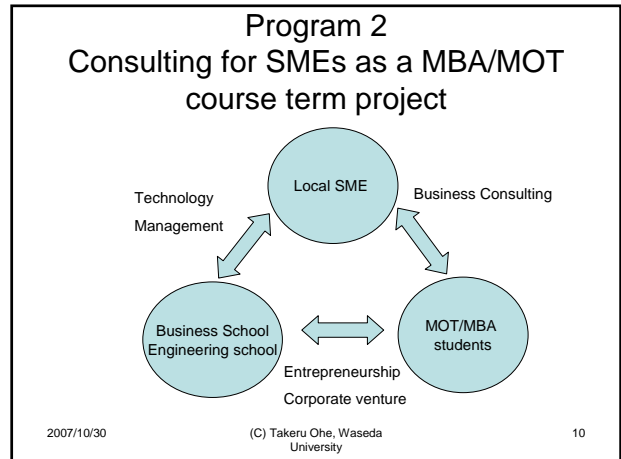 Program 2
Consulting for SMEs as a MBA/MOT
course term project
Local SME
Technology
Management
Business Consulting
Business School
Engineering school
MOT/MBA
students
Entrepreneurship
Corporate venture
2007/10/30
(C) Takeru Ohe, Waseda
University
10